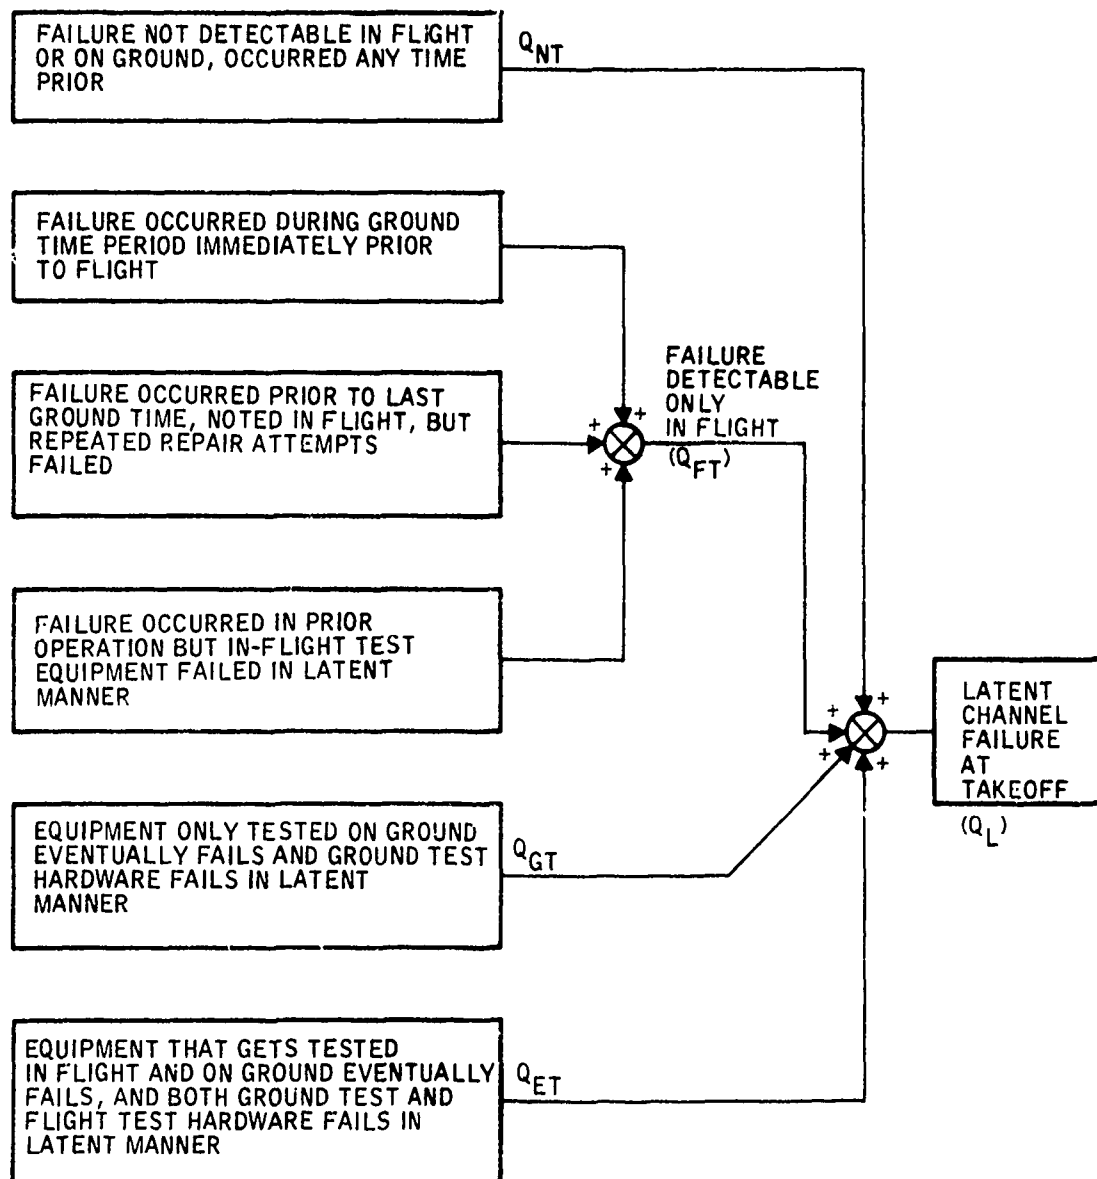 FAILURE NOT DETECTABLE IN FLIGHT
OR ON GROUND, OCCURRED ANY TIME
PRIOR
Q_NT
FAILURE OCCURRED DURING GROUND
TIME PERIOD IMMEDIATELY PRIOR
TO FLIGHT
FAILURE OCCURRED PRIOR TO LAST
GROUND TIME, NOTED IN FLIGHT, BUT
REPEATED REPAIR ATTEMPTS
FAILED
+
+
+
FAILURE
DETECTABLE
ONLY
IN FLIGHT
(Q_FT)
FAILURE OCCURRED IN PRIOR
OPERATION BUT IN-FLIGHT TEST
EQUIPMENT FAILED IN LATENT
MANNER
EQUIPMENT ONLY TESTED ON GROUND
EVENTUALLY FAILS AND GROUND TEST
HARDWARE FAILS IN LATENT
MANNER
Q_GT
EQUIPMENT THAT GETS TESTED
IN FLIGHT AND ON GROUND EVENTUALLY
FAILS, AND BOTH GROUND TEST AND
FLIGHT TEST HARDWARE FAILS IN
LATENT MANNER
Q_ET
+
+
+
+
LATENT
CHANNEL
FAILURE
AT
TAKEOFF
(Q_L)